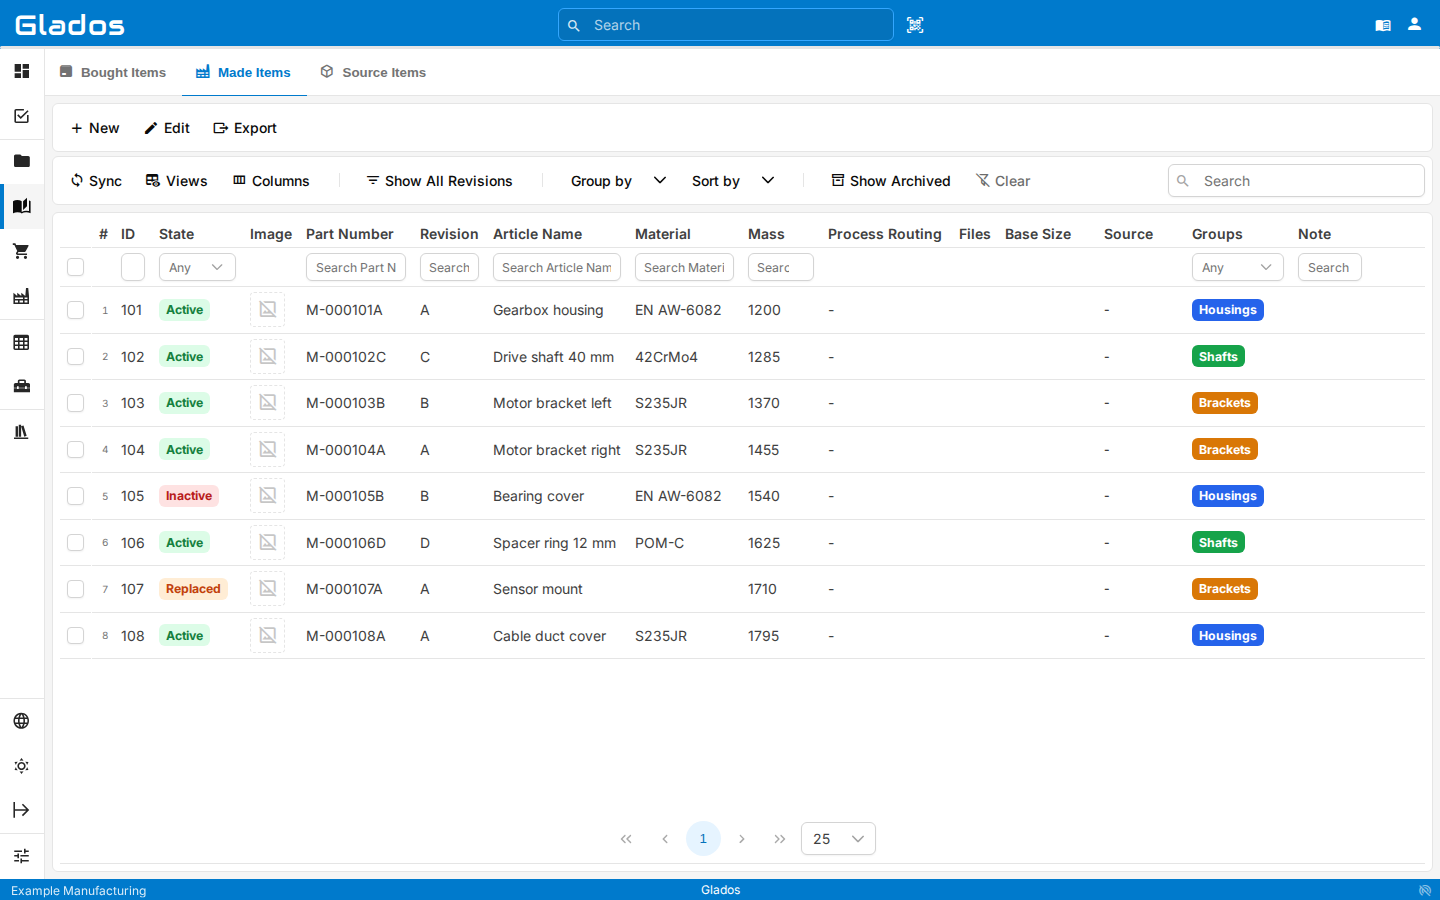 Glados
Search
Bought Items
Made Items
Source Items
New
Edit
Export
Sync
Views
Columns
Show All Revisions
Group by
Sort by
Show Archived
Clear
Search
# ID State Image Part Number Revision Article Name Material Mass Process Routing Files Base Size Source Groups Note
Any Search Part N Search Search Article Nam Search Materi Searc Any Search
1 101 Active M-000101A A Gearbox housing EN AW-6082 1200 - - Housings
2 102 Active M-000102C C Drive shaft 40 mm 42CrMo4 1285 - - Shafts
3 103 Active M-000103B B Motor bracket left S235JR 1370 - - Brackets
4 104 Active M-000104A A Motor bracket right S235JR 1455 - - Brackets
5 105 Inactive M-000105B B Bearing cover EN AW-6082 1540 - - Housings
6 106 Active M-000106D D Spacer ring 12 mm POM-C 1625 - - Shafts
7 107 Replaced M-000107A A Sensor mount 1710 - - Brackets
8 108 Active M-000108A A Cable duct cover S235JR 1795 - - Housings
1
25
Example Manufacturing
Glados